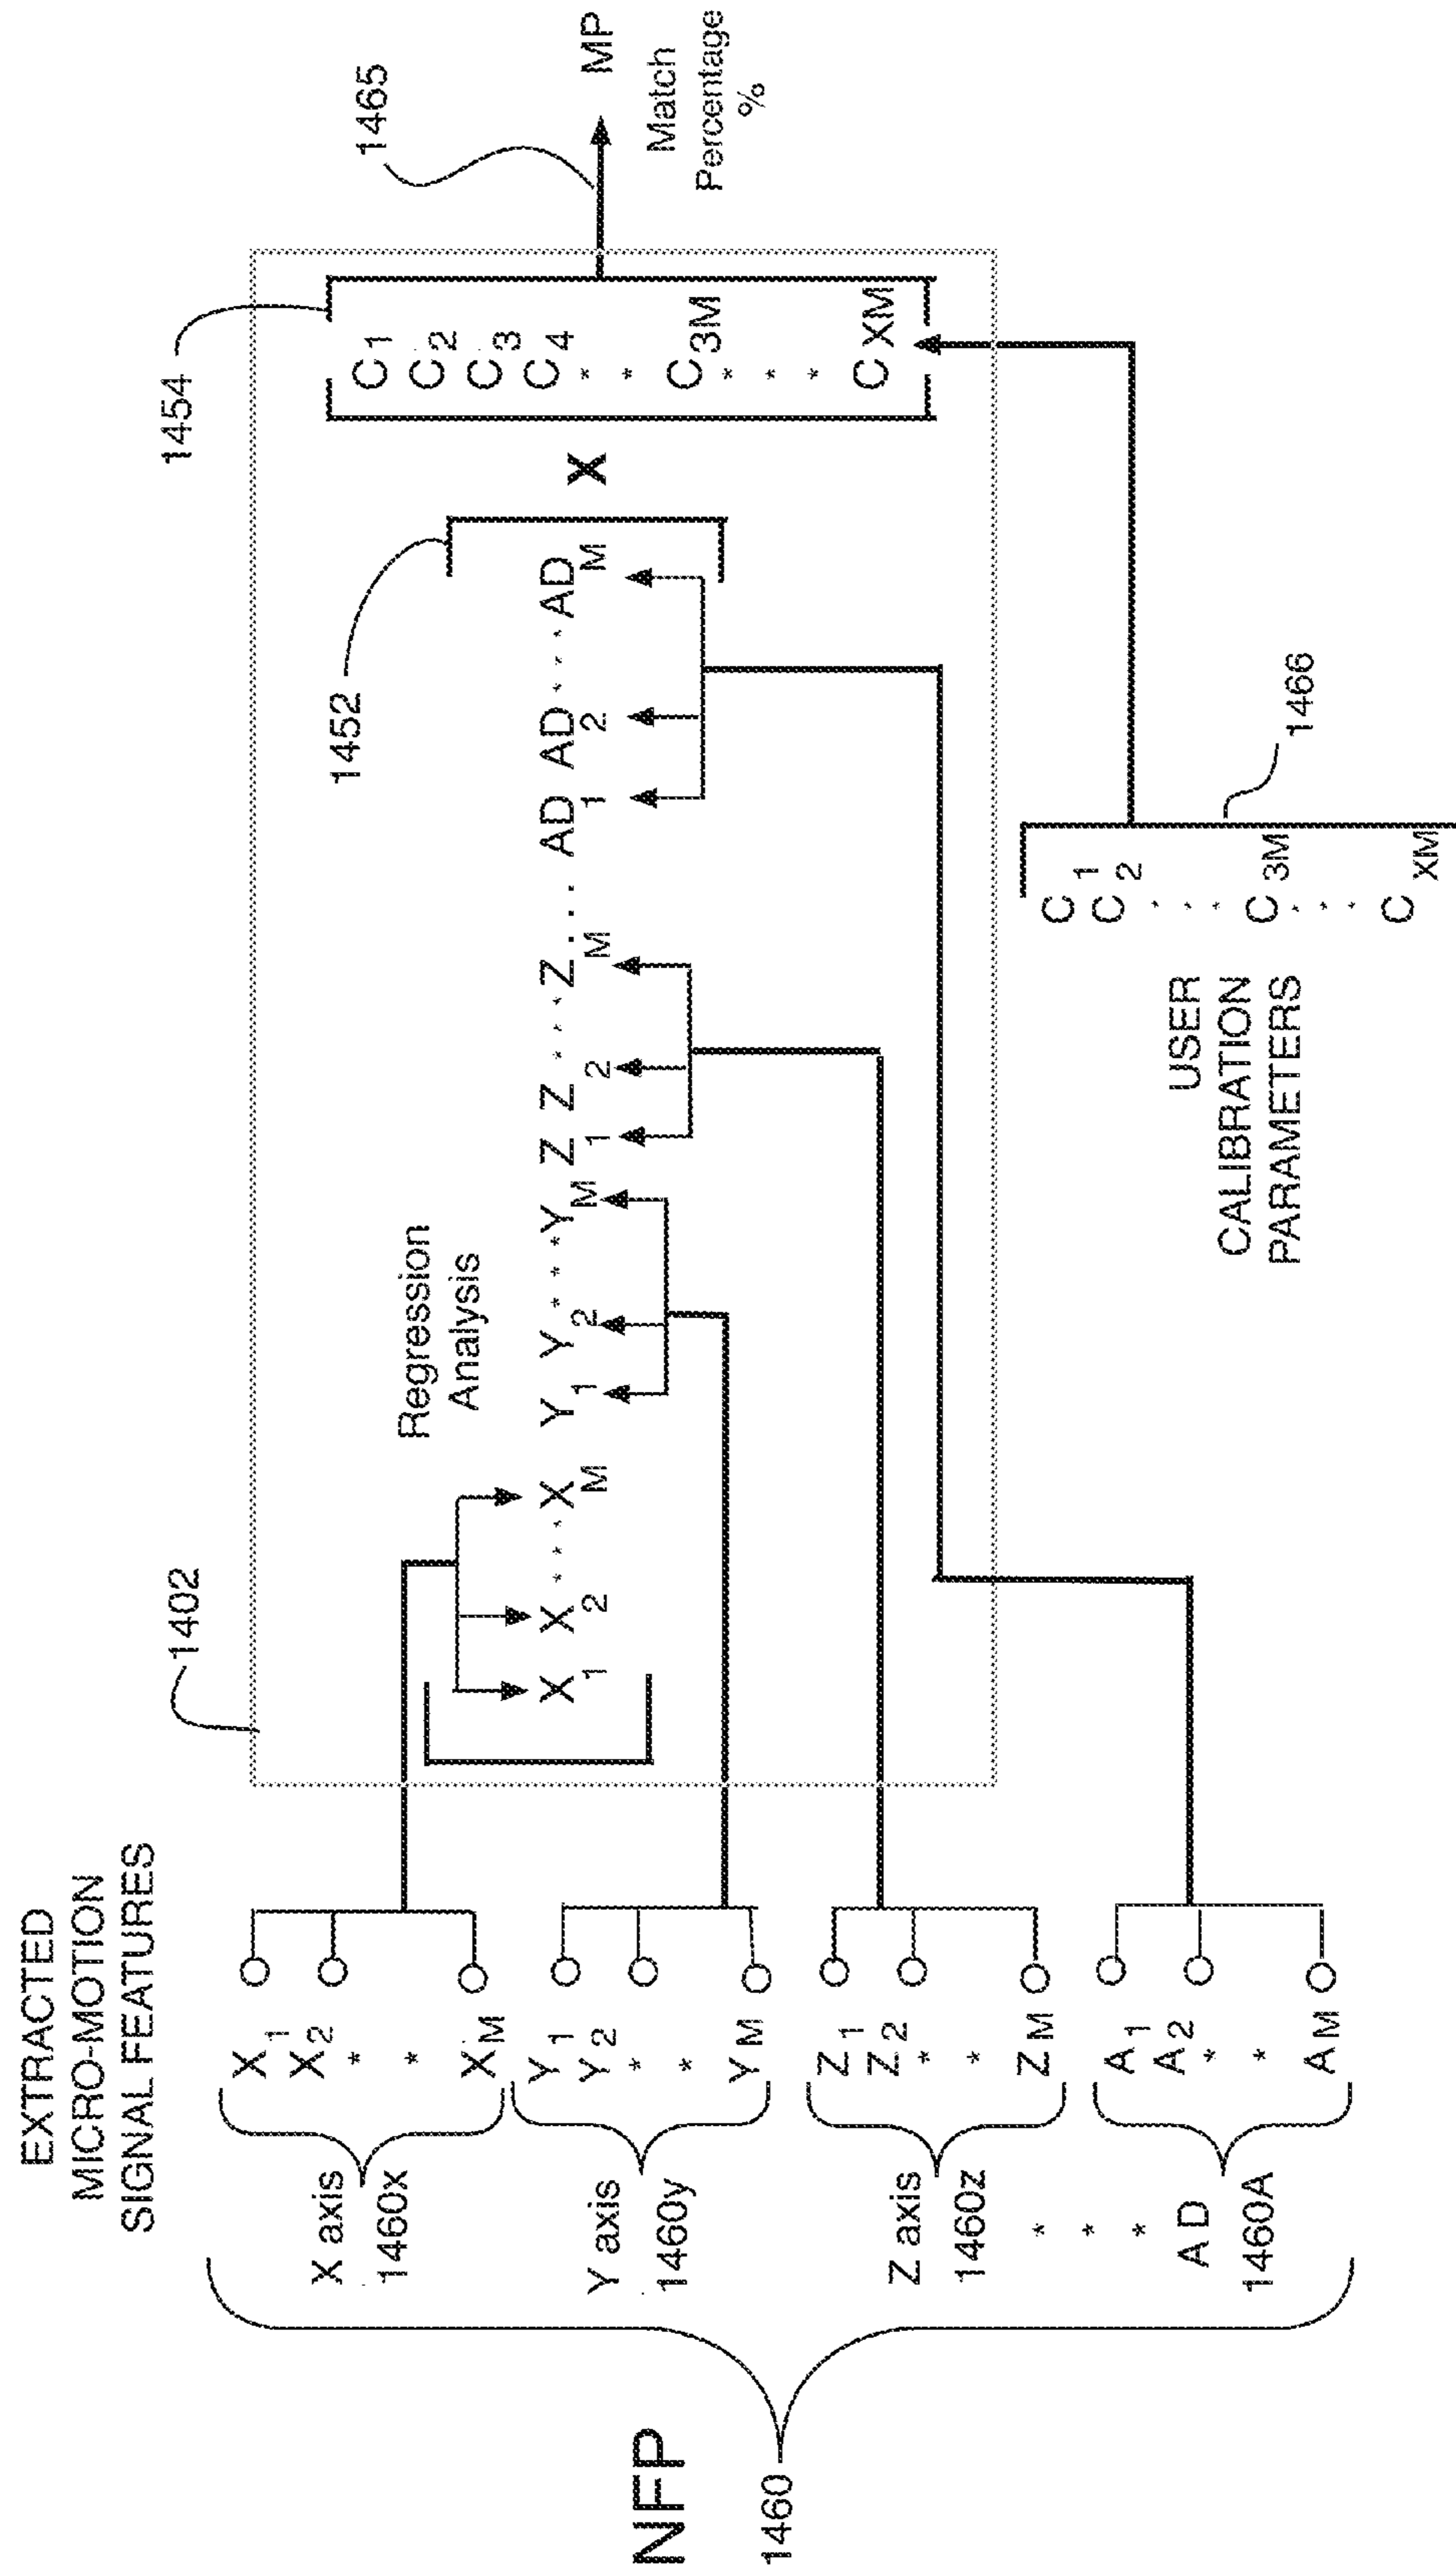 EXTRACTED
MICRO-MOTION
SIGNAL FEATURES
NFP
1460
X axis
1460x
X1
X2
*
*
XM
Y axis
1460y
Y1
Y2
*
*
YM
Z axis
1460z
Z1
Z2
*
*
ZM
*
*
*
A D
1460A
A1
A2
*
*
AM
1402
Regression
Analysis
X1 X2 * * * XM Y1 Y2 * * * YM Z1 Z2 * * * ZM . . . AD1 AD2 * * * ADM
1452
X
1454
C1
C2
C3
C4
*
*
C3M
*
*
*
CXM
1465
MP
Match
Percentage
%
USER
CALIBRATION
PARAMETERS
C1
C2
*
*
*
C3M
*
*
*
CXM
1466